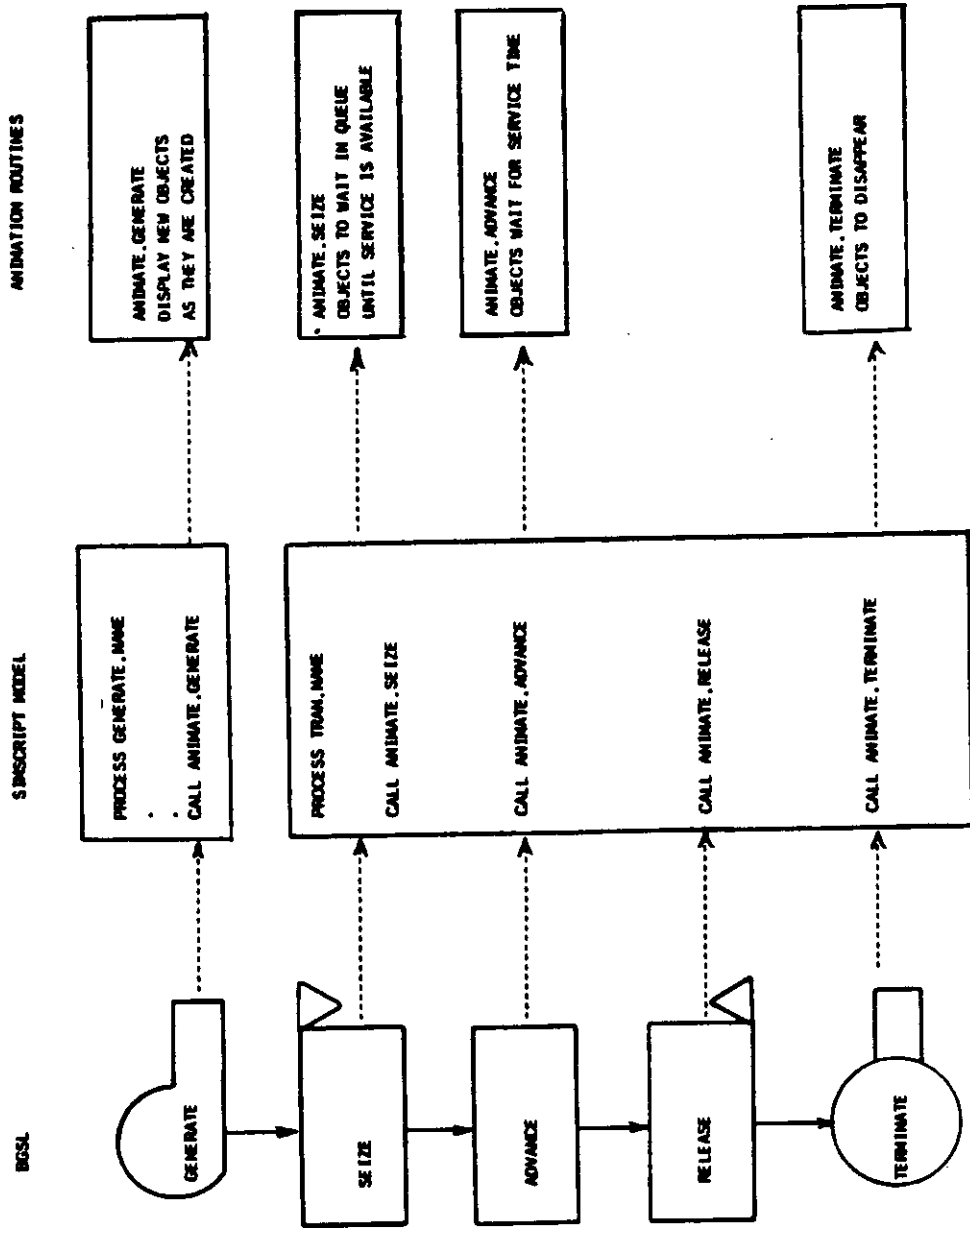 BGSL
SIMSCRIPT MODEL
ANIMATION ROUTINES
GENERATE
PROCESS GENERATE.NAME
.
.
CALL ANIMATE.GENERATE
ANIMATE.GENERATE
DISPLAY NEW OBJECTS
AS THEY ARE CREATED
SEIZE
PROCESS TRAN.NAME
CALL ANIMATE.SEIZE
ANIMATE.SEIZE
OBJECTS TO WAIT IN QUEUE
UNTIL SERVICE IS AVAILABLE
ADVANCE
CALL ANIMATE.ADVANCE
ANIMATE.ADVANCE
OBJECTS WAIT FOR SERVICE TIME
RELEASE
CALL ANIMATE.RELEASE
TERMINATE
CALL ANIMATE.TERMINATE
ANIMATE.TERMINATE
OBJECTS TO DISAPPEAR